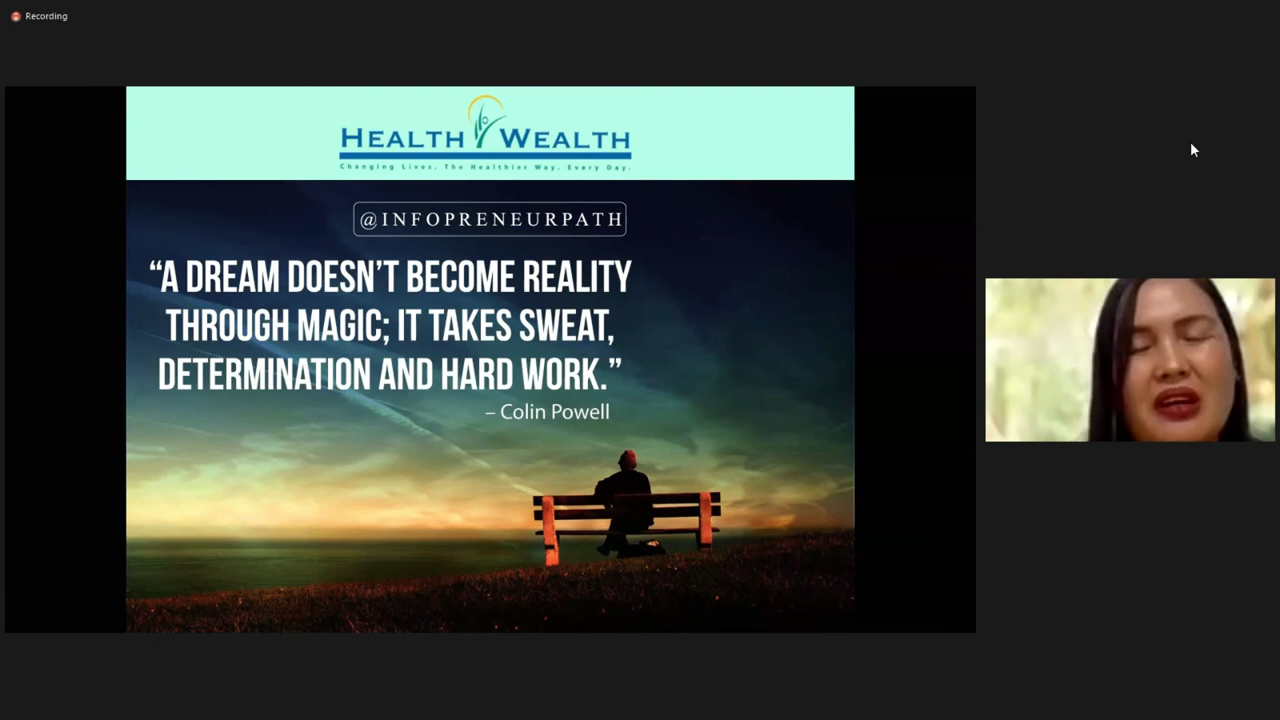 Recording
HEALTH WEALTH
Changing Lives. The Healthier Way. Every Day.
@INFOPRENEURPATH
“A DREAM DOESN’T BECOME REALITY
THROUGH MAGIC; IT TAKES SWEAT,
DETERMINATION AND HARD WORK.”
– Colin Powell